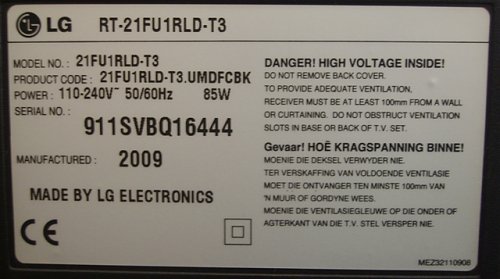 LG RT-21FU1RLD-T3
MODEL NO. : 21FU1RLD-T3
PRODUCT CODE : 21FU1RLD-T3.UMDFCBK
POWER : 110-240V~ 50/60Hz 85W
SERIAL NO. :
911SVBQ16444
MANUFACTURED : 2009
MADE BY LG ELECTRONICS
CE
DANGER! HIGH VOLTAGE INSIDE!
DO NOT REMOVE BACK COVER.
TO PROVIDE ADEQUATE VENTILATION,
RECEIVER MUST BE AT LEAST 100mm FROM A WALL
OR CURTAINING. DO NOT OBSTRUCT VENTILATION
SLOTS IN BASE OR BACK OF T.V. SET.
Gevaar! HOË KRAGSPANNING BINNE!
MOENIE DIE DEKSEL VERWYDER NIE.
TER VERSKAFFING VAN VOLDOENDE VENTILASIE
MOET DIE ONTVANGER TEN MINSTE 100mm VAN
'N MUUR OF GORDYNE WEES.
MOENIE DIE VENTILASIEGLEUWE OP DIE ONDER OF
AGTERKANT VAN DIE T.V. STEL VERSPER NIE.
MEZ32110908